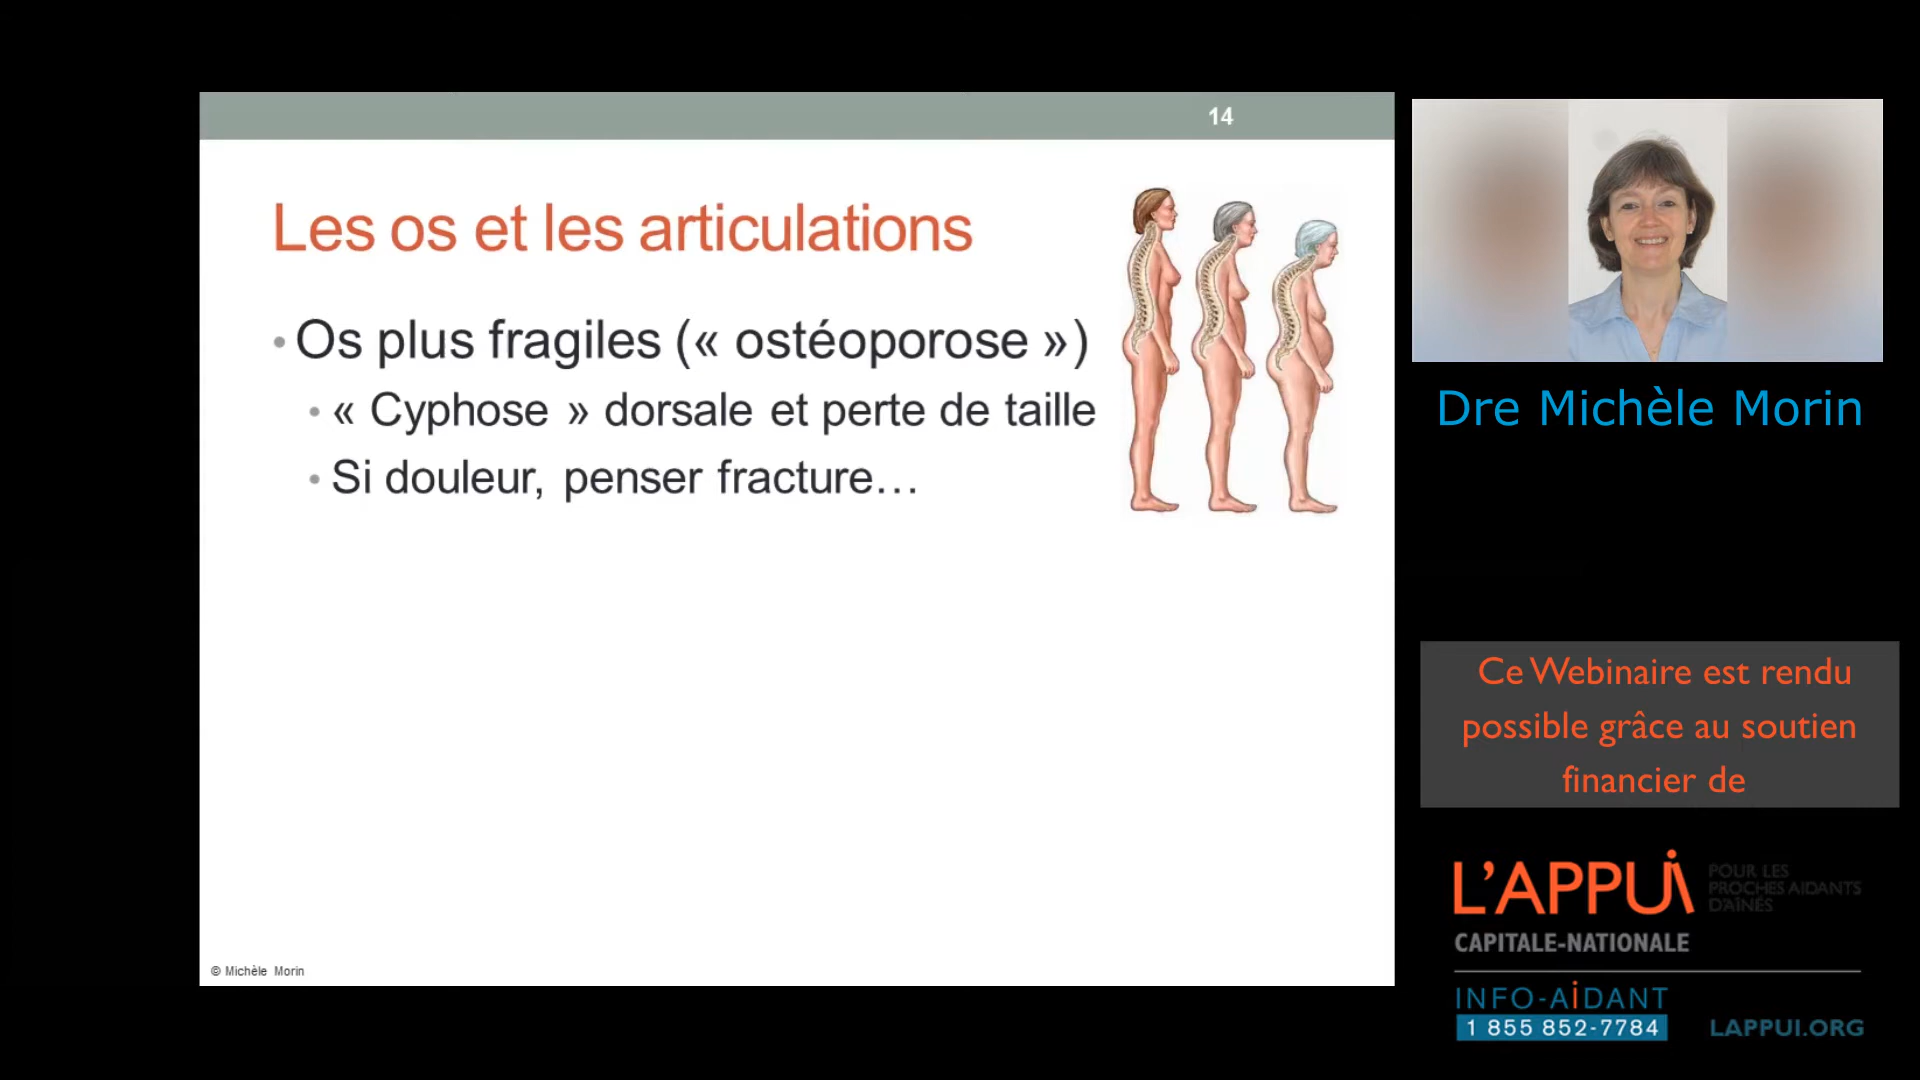 14
Les os et les articulations
• Os plus fragiles (« ostéoporose »)
• « Cyphose » dorsale et perte de taille
• Si douleur, penser fracture…
© Michèle Morin
Dre Michèle Morin
Ce Webinaire est rendu
possible grâce au soutien
financier de
L'APPUi
POUR LES
PROCHES AIDANTS
D'AÎNÉS
CAPITALE-NATIONALE
INFO-AiDANT
1 855 852-7784
LAPPUI.ORG